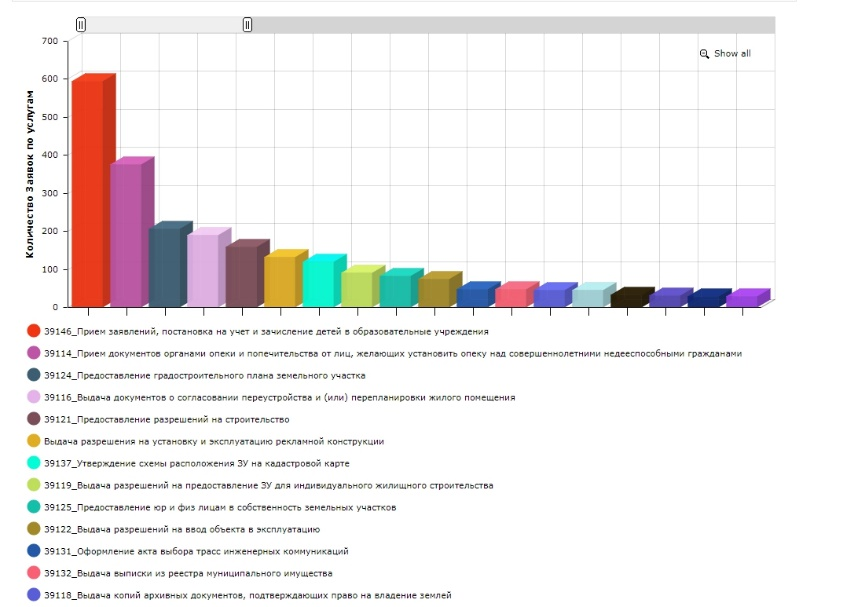 Show all
700
600
500
400
300
200
100
0
Количество Заявок по услугам
39146_Прием заявлений, постановка на учет и зачисление детей в образовательные учреждения
39114_Прием документов органами опеки и попечительства от лиц, желающих установить опеку над совершеннолетними недееспособными гражданами
39124_Предоставление градостроительного плана земельного участка
39116_Выдача документов о согласовании переустройства и (или) перепланировки жилого помещения
39121_Предоставление разрешений на строительство
Выдача разрешения на установку и эксплуатацию рекламной конструкции
39137_Утверждение схемы расположения ЗУ на кадастровой карте
39119_Выдача разрешений на предоставление ЗУ для индивидуального жилищного строительства
39125_Предоставление юр и физ лицам в собственность земельных участков
39122_Выдача разрешений на ввод объекта в эксплуатацию
39131_Оформление акта выбора трасс инженерных коммуникаций
39132_Выдача выписки из реестра муниципального имущества
39118_Выдача копий архивных документов, подтверждающих право на владение землей